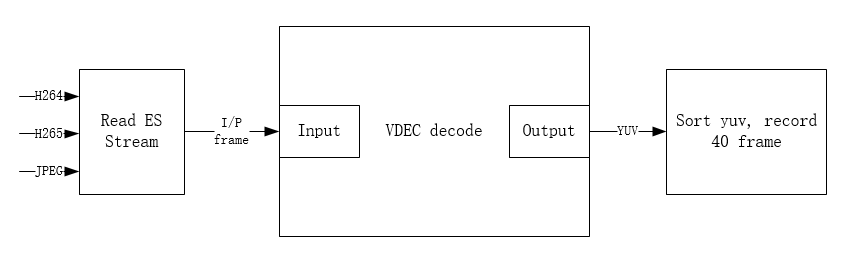 H264
H265
JPEG
Read ES
Stream
I/P
frame
Input
VDEC decode
Output
YUV
Sort yuv, record
40 frame